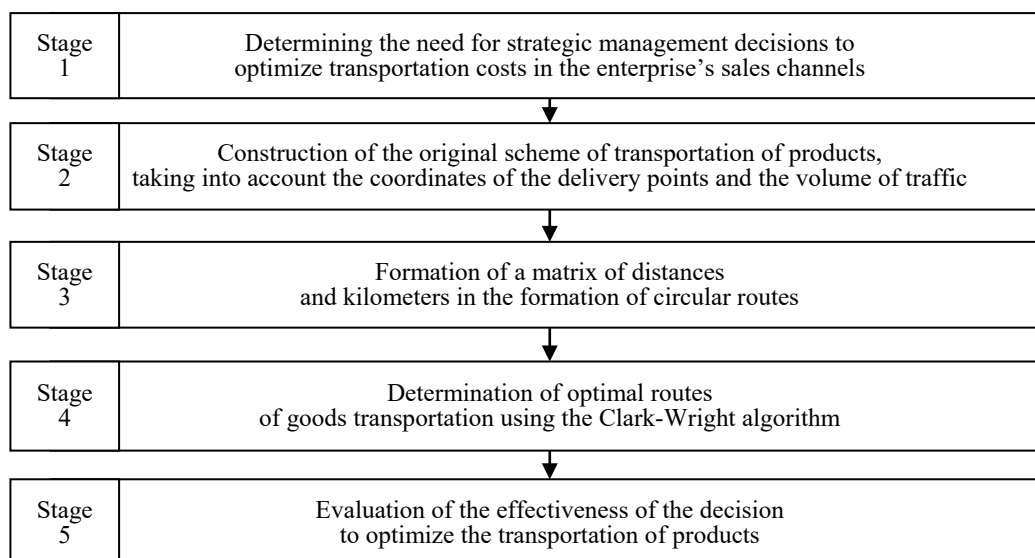 Stage
1
Determining the need for strategic management decisions to
optimize transportation costs in the enterprise’s sales channels
Stage
2
Construction of the original scheme of transportation of products,
taking into account the coordinates of the delivery points and the volume of traffic
Stage
3
Formation of a matrix of distances
and kilometers in the formation of circular routes
Stage
4
Determination of optimal routes
of goods transportation using the Clark-Wright algorithm
Stage
5
Evaluation of the effectiveness of the decision
to optimize the transportation of products